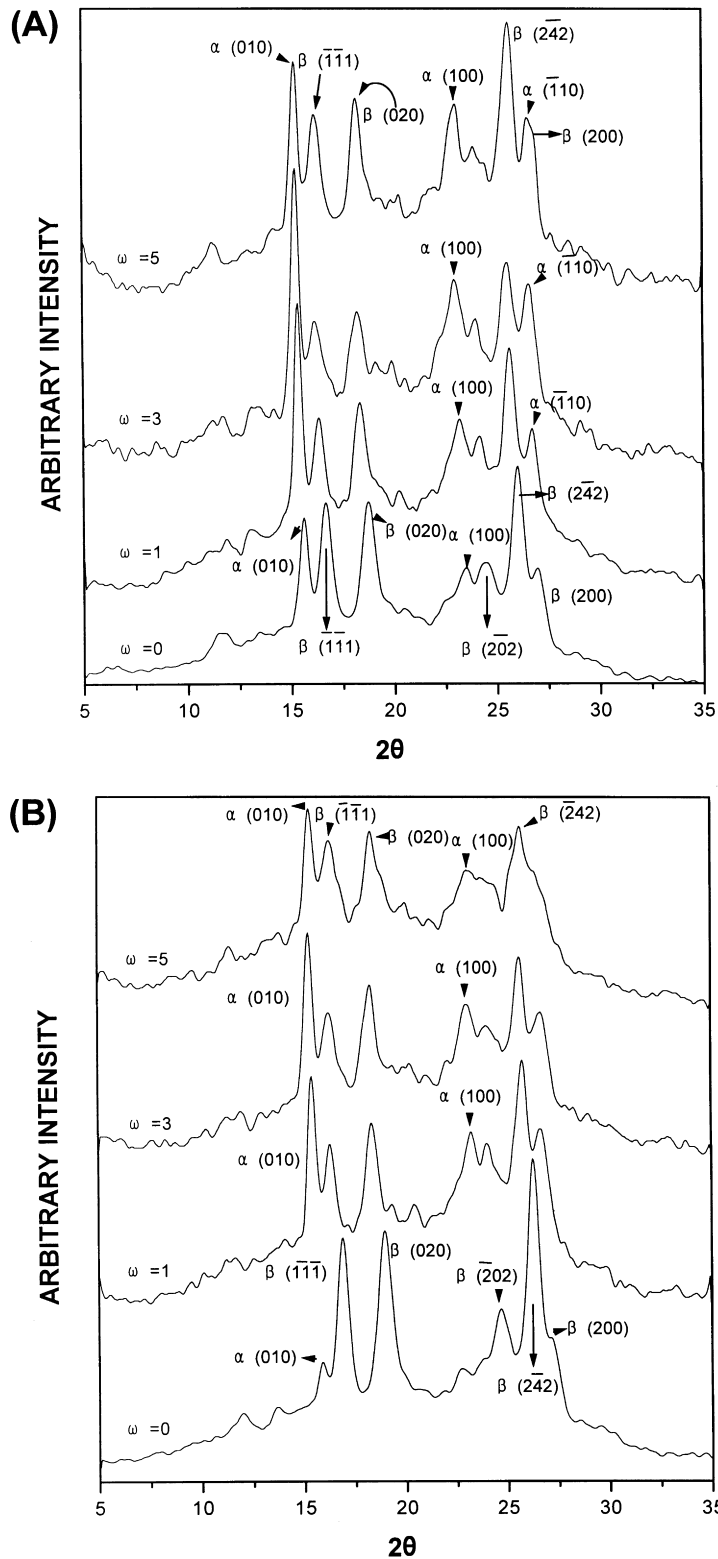 (A)
α (010) β (1̅1̅1) β (24̅2)
α (100) α (1̅10)
β (020) β (200)
ω =5
α (100) α (1̅10)
ω =3
α (100) α (1̅10)
β (24̅2)
β (020) α (100)
ω =1
α (010)
β (200)
ω =0
β (1̅1̅1) β (20̅2)
ARBITRARY INTENSITY
5 10 15 20 25 30 35
2θ
(B)
α (010) β (1̅1̅1) β (2̅42)
β (020) α (100)
ω =5
α (010) α (100)
ω =3
α (100)
α (010)
ω =1
β (1̅1̅1̅) β (020) β (2̅02)
α (010) β (200)
β (24̅2)
ω =0
ARBITRARY INTENSITY
5 10 15 20 25 30 35
2θ